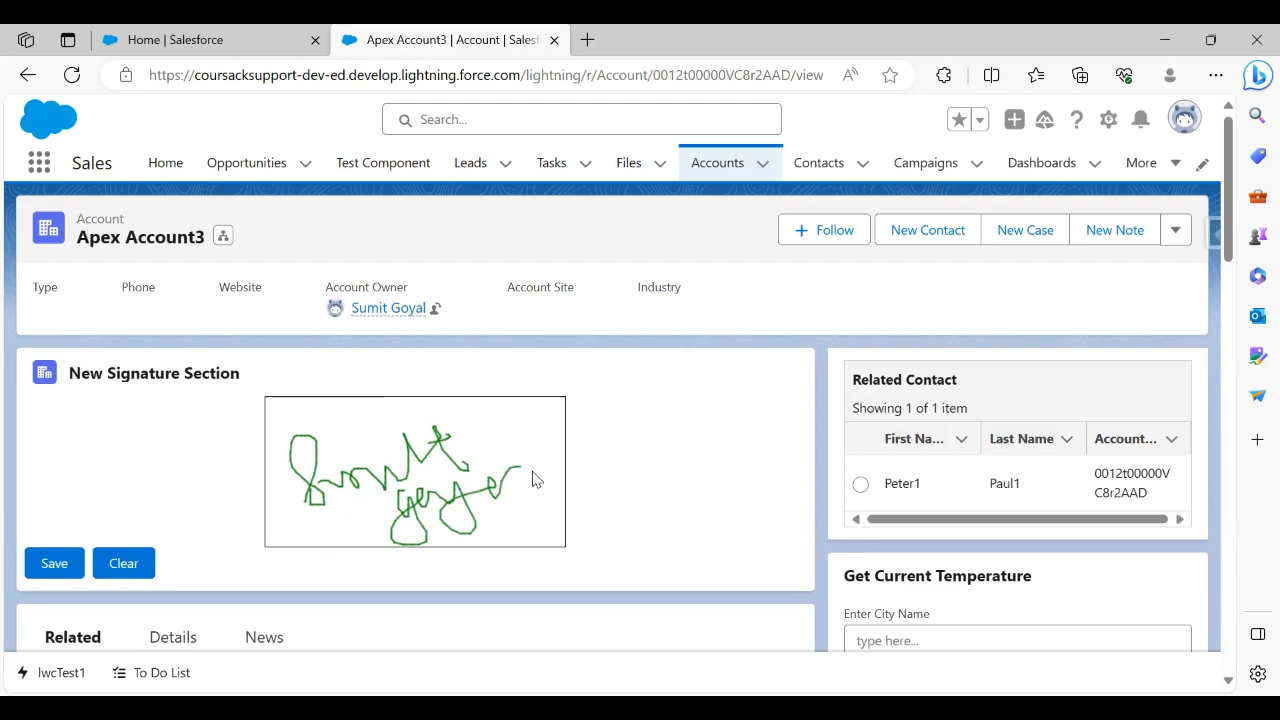 Home | Salesforce
Apex Account3 | Account | Salesf
https://coursacksupport-dev-ed.develop.lightning.force.com/lightning/r/Account/0012t00000VC8r2AAD/view
Search...
Sales
Home
Opportunities
Test Component
Leads
Tasks
Files
Accounts
Contacts
Campaigns
Dashboards
More
Account
Apex Account3
Follow
New Contact
New Case
New Note
Type
Phone
Website
Account Owner
Account Site
Industry
Sumit Goyal
New Signature Section
Save
Clear
Related Contact
Showing 1 of 1 item
First Na...
Last Name
Account...
Peter1
Paul1
0012t00000V
C8r2AAD
Get Current Temperature
Enter City Name
type here...
Related
Details
News
lwcTest1
To Do List